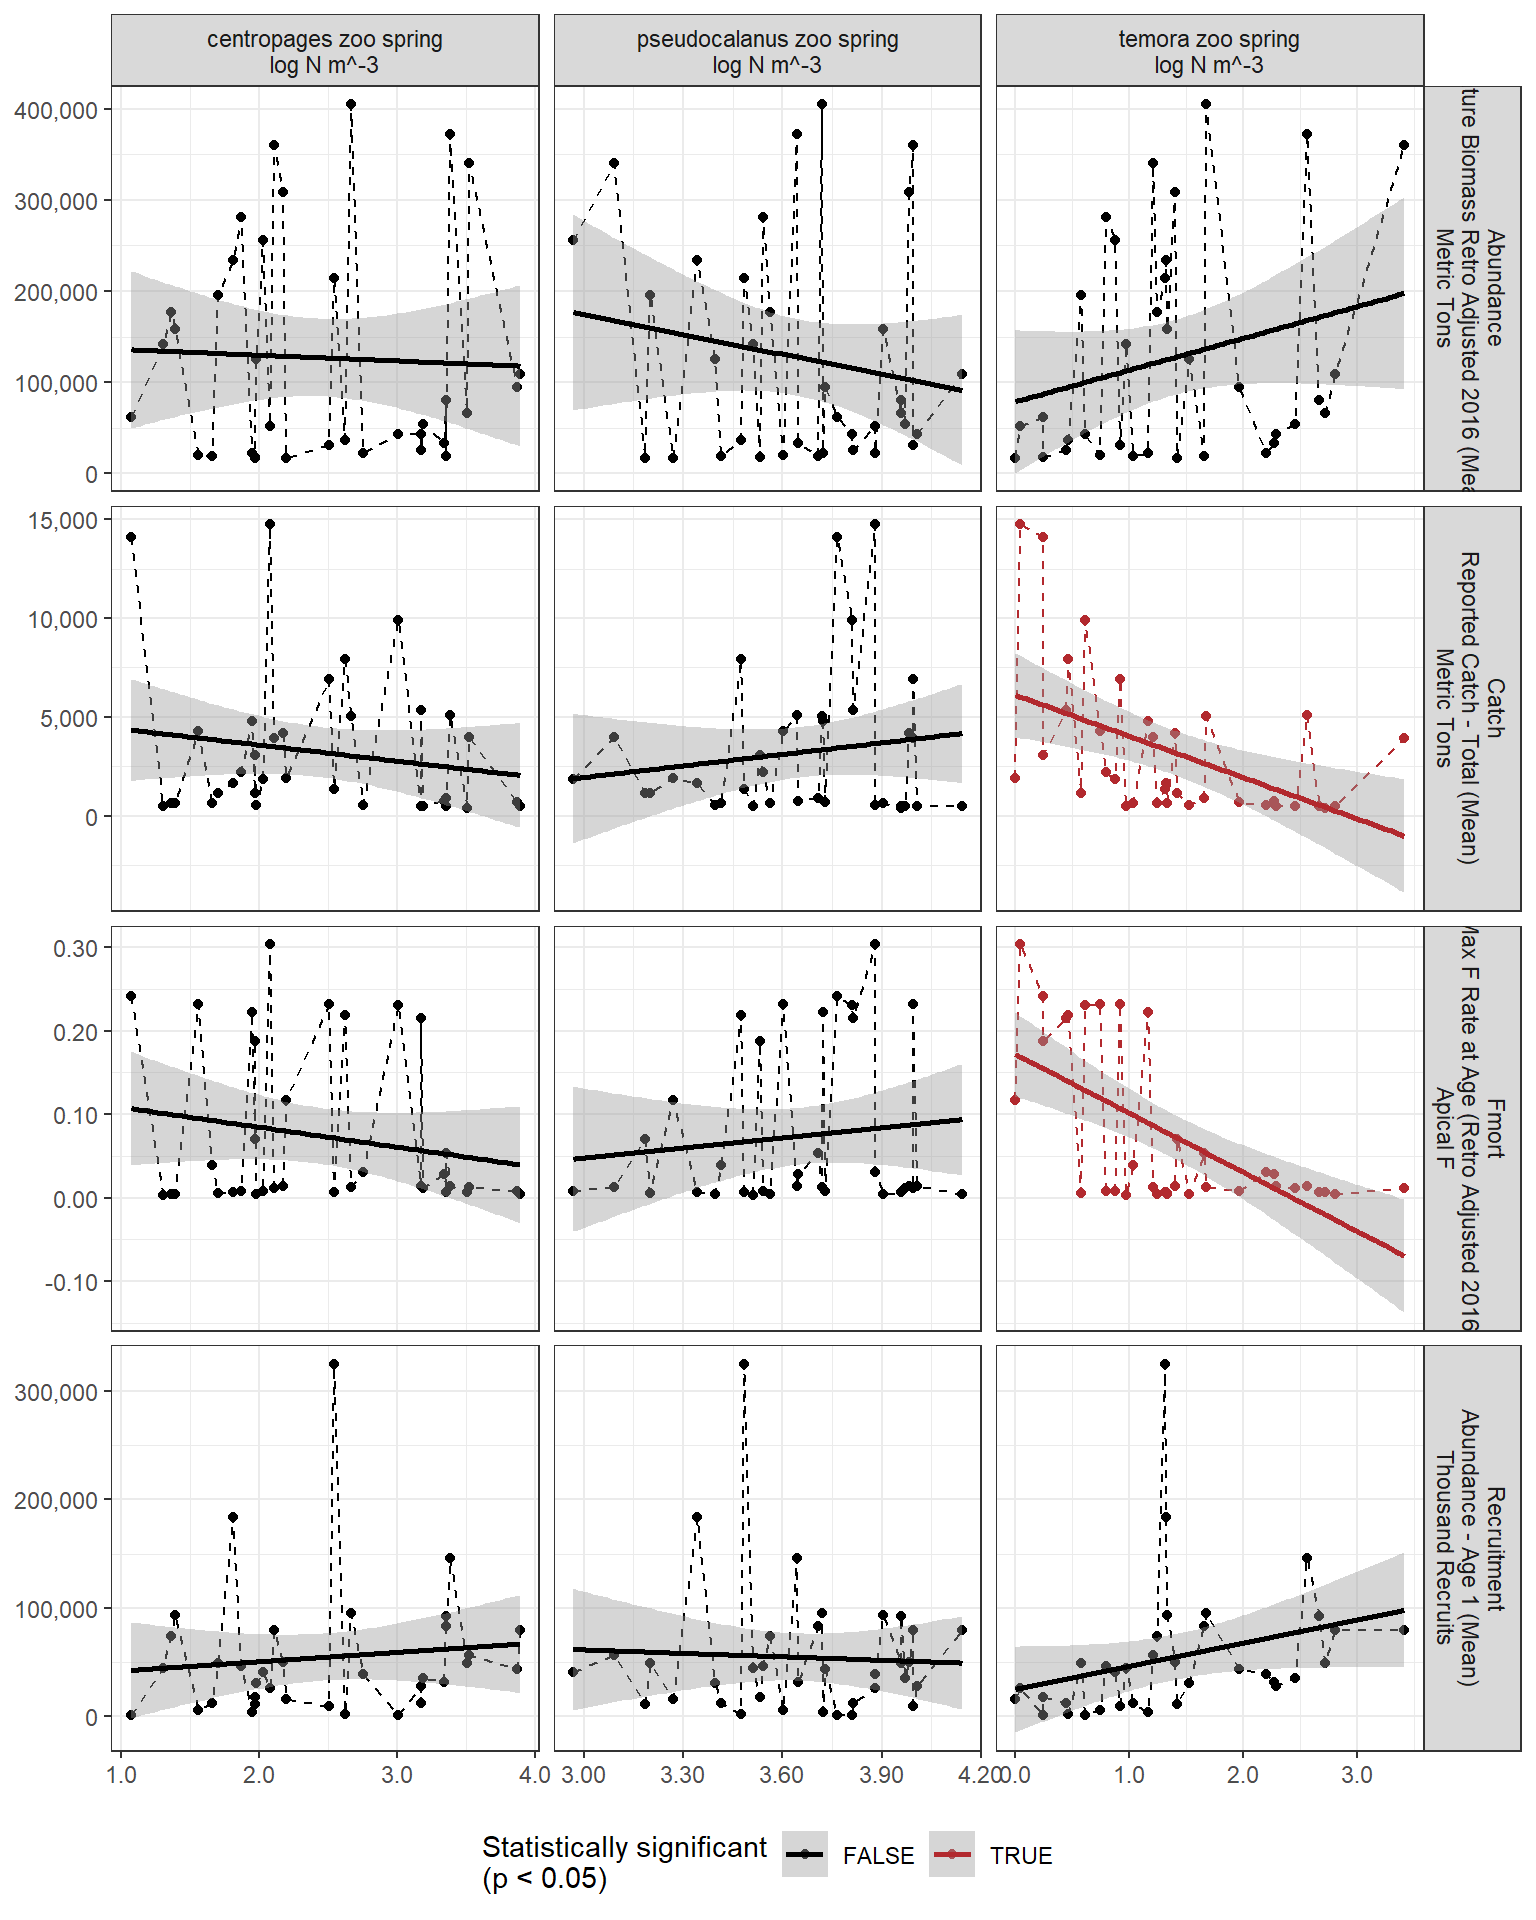 centropages zoo spring
log N m^-3
pseudocalanus zoo spring
log N m^-3
temora zoo spring
log N m^-3
400,000
300,000
200,000
100,000
0
Abundance
ture Biomass Retro Adjusted 2016 (Mea
Metric Tons
15,000
10,000
5,000
0
Catch
Reported Catch - Total (Mean)
Metric Tons
0.30
0.20
0.10
0.00
-0.10
Fmort
Max F Rate at Age (Retro Adjusted 2016
Apical F
300,000
200,000
100,000
0
Recruitment
Abundance - Age 1 (Mean)
Thousand Recruits
1.0 2.0 3.0 4.0 3.00 3.30 3.60 3.90 4.20 0.0 1.0 2.0 3.0
Statistically significant
(p < 0.05)
FALSE TRUE